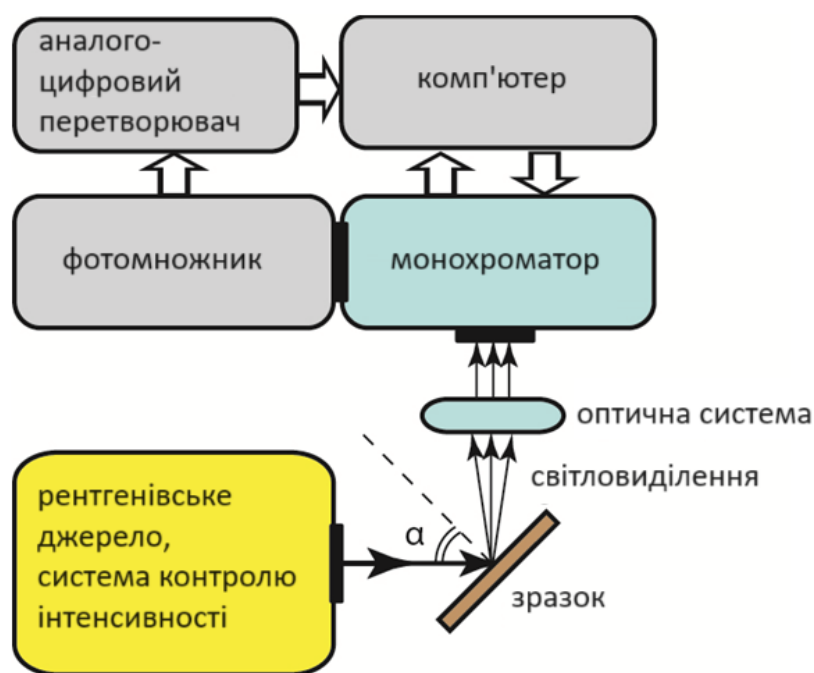 аналого-
цифровий
перетворювач
комп'ютер
фотомножник
монохроматор
оптична система
світловиділення
рентгенівське
джерело,
система контролю
інтенсивності
α
зразок